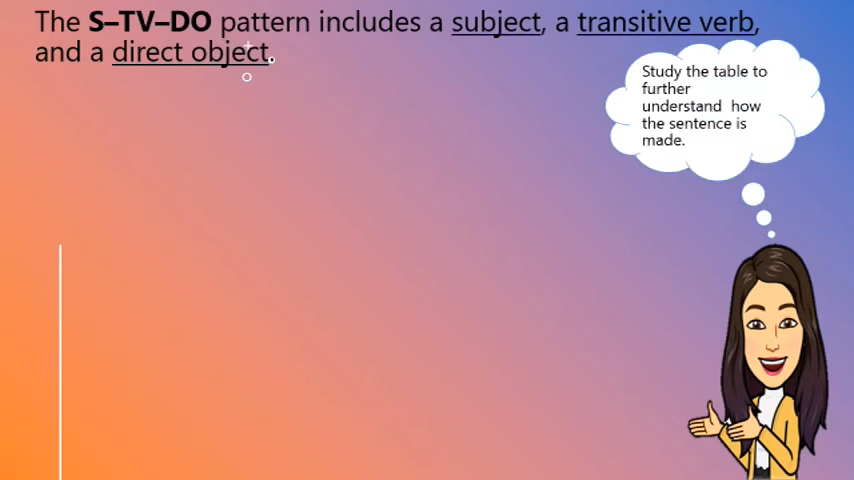 The S–TV–DO pattern includes a subject, a transitive verb,
and a direct object.
Study the table to
further
understand how
the sentence is
made.